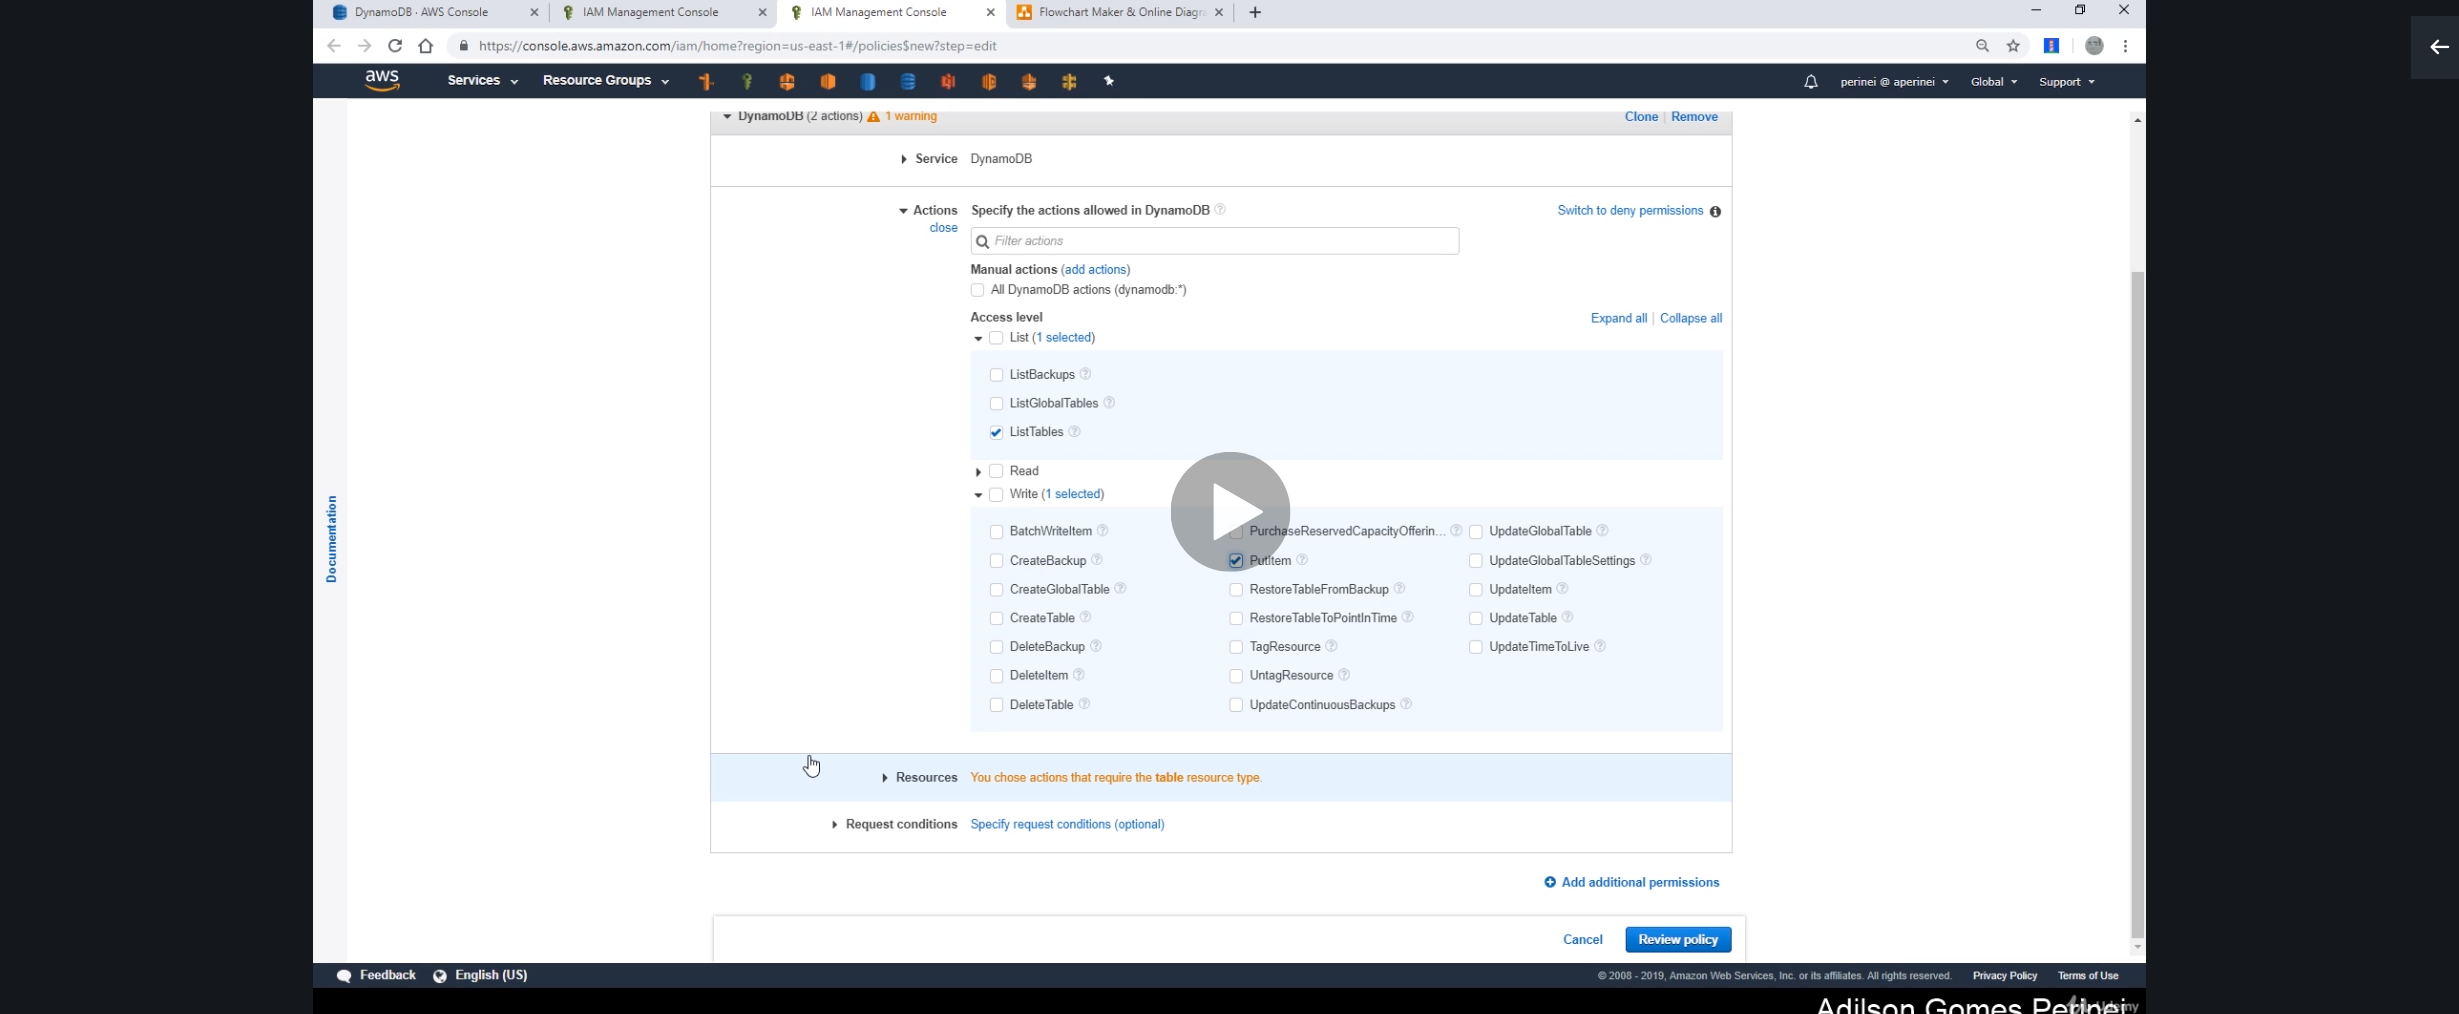 DynamoDB · AWS Console
IAM Management Console
IAM Management Console
Flowchart Maker & Online Diagra
https://console.aws.amazon.com/iam/home?region=us-east-1#/policies$new?step=edit
aws Services Resource Groups perinei @ aperinei Global Support
DynamoDB (2 actions) 1 warning Clone Remove
Service DynamoDB
Actions Specify the actions allowed in DynamoDB Switch to deny permissions
close
Filter actions
Manual actions (add actions)
All DynamoDB actions (dynamodb:*)
Access level Expand all Collapse all
List (1 selected)
ListBackups
ListGlobalTables
ListTables
Read
Write (1 selected)
BatchWriteItem PurchaseReservedCapacityOfferin... UpdateGlobalTable
CreateBackup PutItem UpdateGlobalTableSettings
CreateGlobalTable RestoreTableFromBackup UpdateItem
CreateTable RestoreTableToPointInTime UpdateTable
DeleteBackup TagResource UpdateTimeToLive
DeleteItem UntagResource
DeleteTable UpdateContinuousBackups
Resources You chose actions that require the table resource type.
Request conditions Specify request conditions (optional)
Add additional permissions
Cancel Review policy
Documentation
Feedback English (US) © 2008 - 2019, Amazon Web Services, Inc. or its affiliates. All rights reserved. Privacy Policy Terms of Use
Adilson Gomes Perinei
Udemy